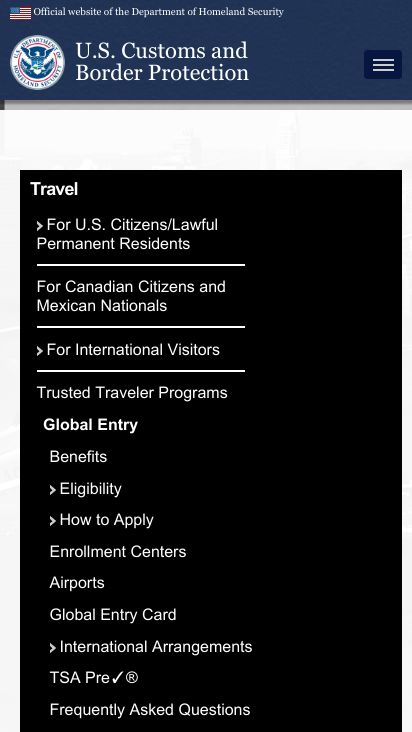 Official website of the Department of Homeland Security
U.S. Customs and
Border Protection
Travel
For U.S. Citizens/Lawful
Permanent Residents
For Canadian Citizens and
Mexican Nationals
For International Visitors
Trusted Traveler Programs
Global Entry
Benefits
Eligibility
How to Apply
Enrollment Centers
Airports
Global Entry Card
International Arrangements
TSA Pre✓®
Frequently Asked Questions